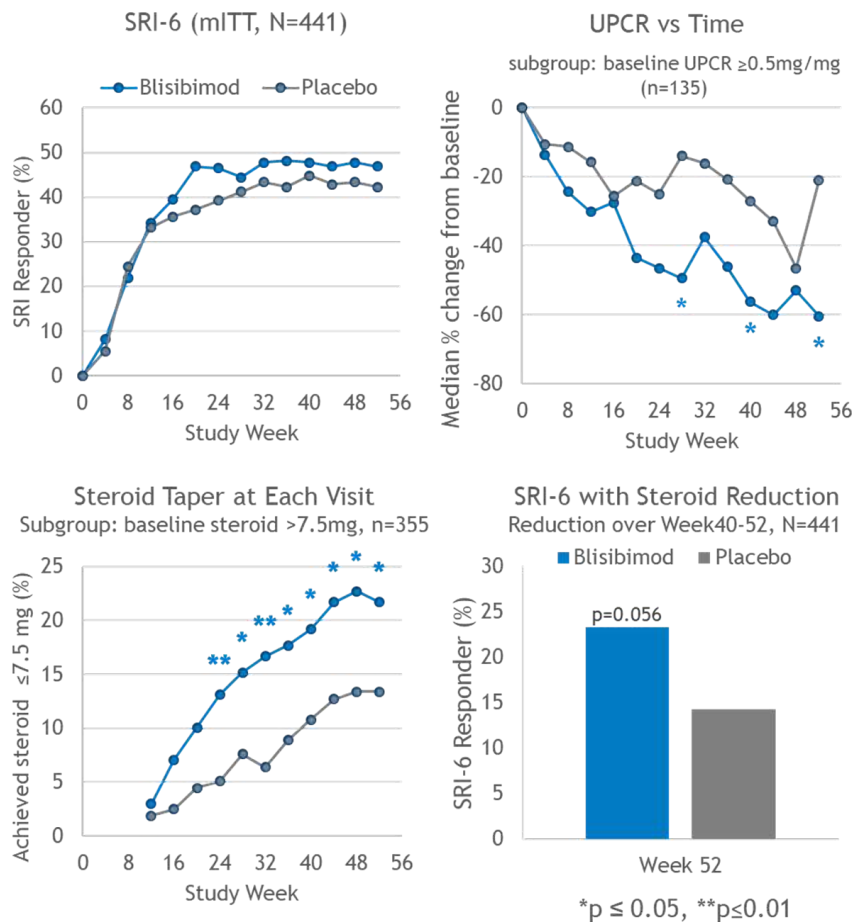 SRI-6 (mITT, N=441)
Blisibimod
Placebo
SRI Responder (%)
60
50
40
30
20
10
0
0 8 16 24 32 40 48 56
Study Week
UPCR vs Time
subgroup: baseline UPCR ≥0.5mg/mg
(n=135)
Median % change from baseline
0
-20
-40
-60
-80
* * *
0 8 16 24 32 40 48 56
Study Week
Steroid Taper at Each Visit
Subgroup: baseline steroid >7.5mg, n=355
Achieved steroid ≤7.5 mg (%)
25
20
15
10
5
0
** * ** * * * * *
0 8 16 24 32 40 48 56
Study Week
SRI-6 with Steroid Reduction
Reduction over Week40-52, N=441
Blisibimod
Placebo
SRI-6 Responder (%)
30
25
20
15
10
5
0
p=0.056
Week 52
*p ≤ 0.05, **p≤0.01